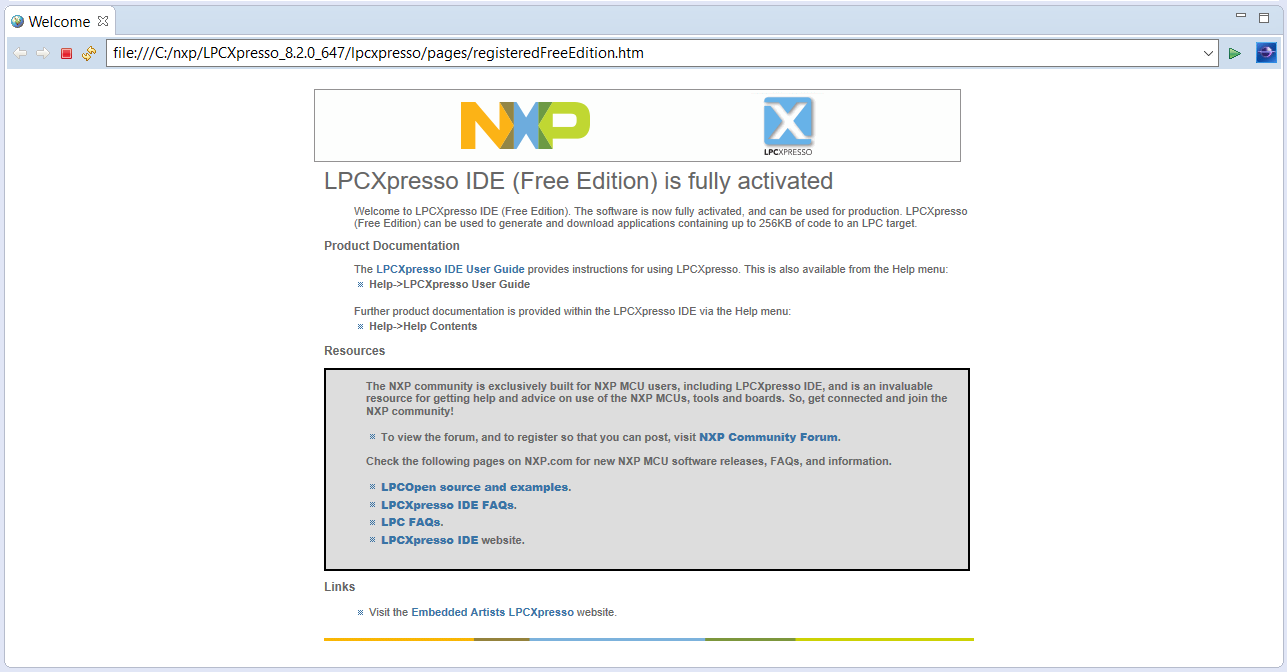 Welcome
file:///C:/nxp/LPCXpresso_8.2.0_647/lpcxpresso/pages/registeredFreeEdition.htm
NXP
X
LPCXPRESSO
LPCXpresso IDE (Free Edition) is fully activated
Welcome to LPCXpresso IDE (Free Edition). The software is now fully activated, and can be used for production. LPCXpresso
(Free Edition) can be used to generate and download applications containing up to 256KB of code to an LPC target.
Product Documentation
The LPCXpresso IDE User Guide provides instructions for using LPCXpresso. This is also available from the Help menu:
Help->LPCXpresso User Guide
Further product documentation is provided within the LPCXpresso IDE via the Help menu:
Help->Help Contents
Resources
The NXP community is exclusively built for NXP MCU users, including LPCXpresso IDE, and is an invaluable
resource for getting help and advice on use of the NXP MCUs, tools and boards. So, get connected and join the
NXP community!
To view the forum, and to register so that you can post, visit NXP Community Forum.
Check the following pages on NXP.com for new NXP MCU software releases, FAQs, and information.
LPCOpen source and examples.
LPCXpresso IDE FAQs.
LPC FAQs.
LPCXpresso IDE website.
Links
Visit the Embedded Artists LPCXpresso website.